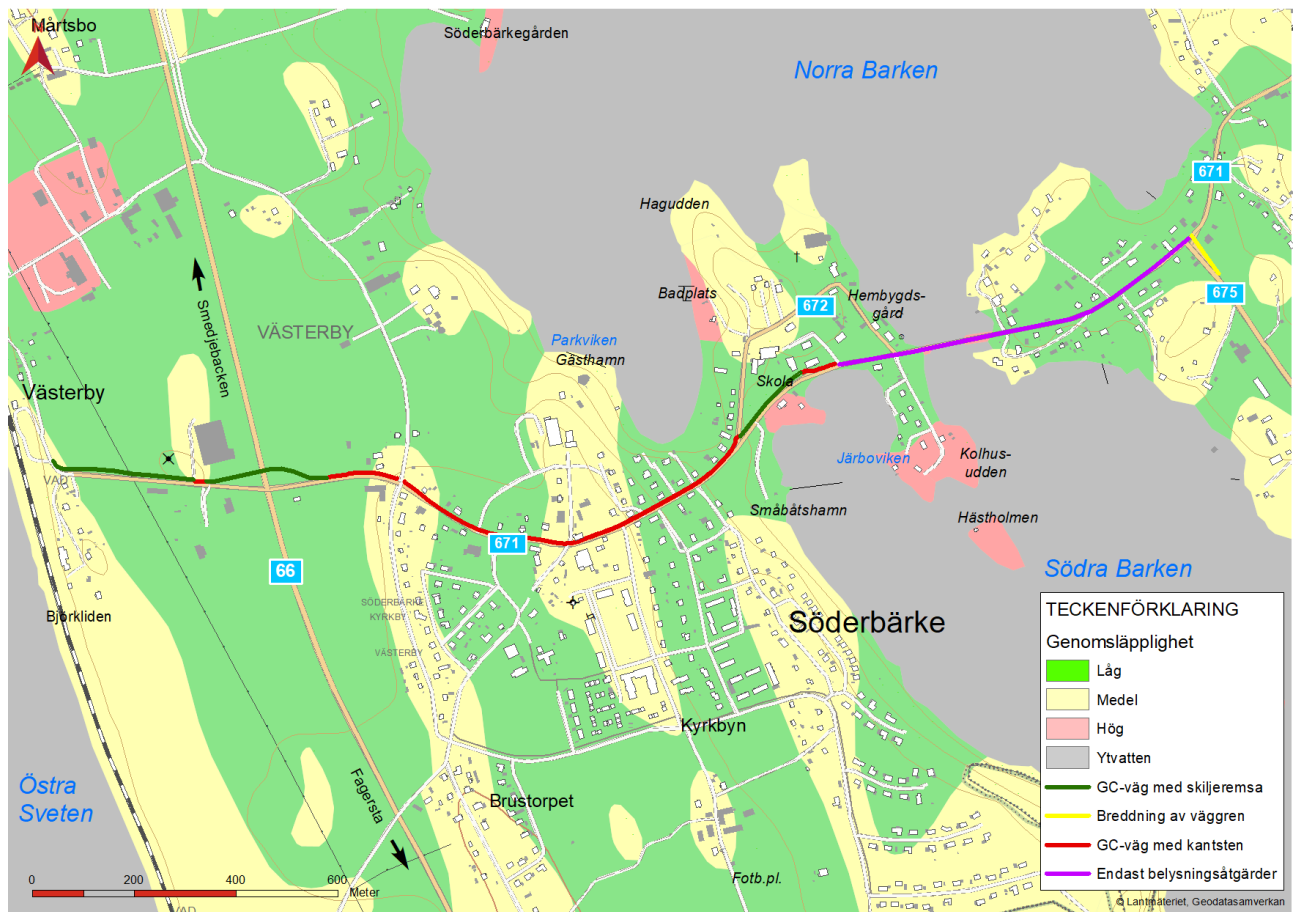 Mårtsbo
Söderbärkegården
Norra Barken
671
Hagudden
Badplats
672
Hembygds-
gård
675
Smedjebacken
VÄSTERBY
Parkviken
Gästhamn
Västerby
Skola
Järboviken
Kolhus-
udden
VAD
Småbåtshamn
Hästholmen
671
66
Södra Barken
Björkliden
SÖDERBÄRKE
KYRKBY
VÄSTERBY
Söderbärke
Kyrkbyn
Östra
Sveten
Fagersta
Brustorpet
Fotb.pl.
VAD
0 200 400 600
Meter
TECKENFÖRKLARING
Genomsläpplighet
Låg
Medel
Hög
Ytvatten
GC-väg med skiljeremsa
Breddning av väggren
GC-väg med kantsten
Endast belysningsåtgärder
© Lantmäteriet, Geodatasamverkan